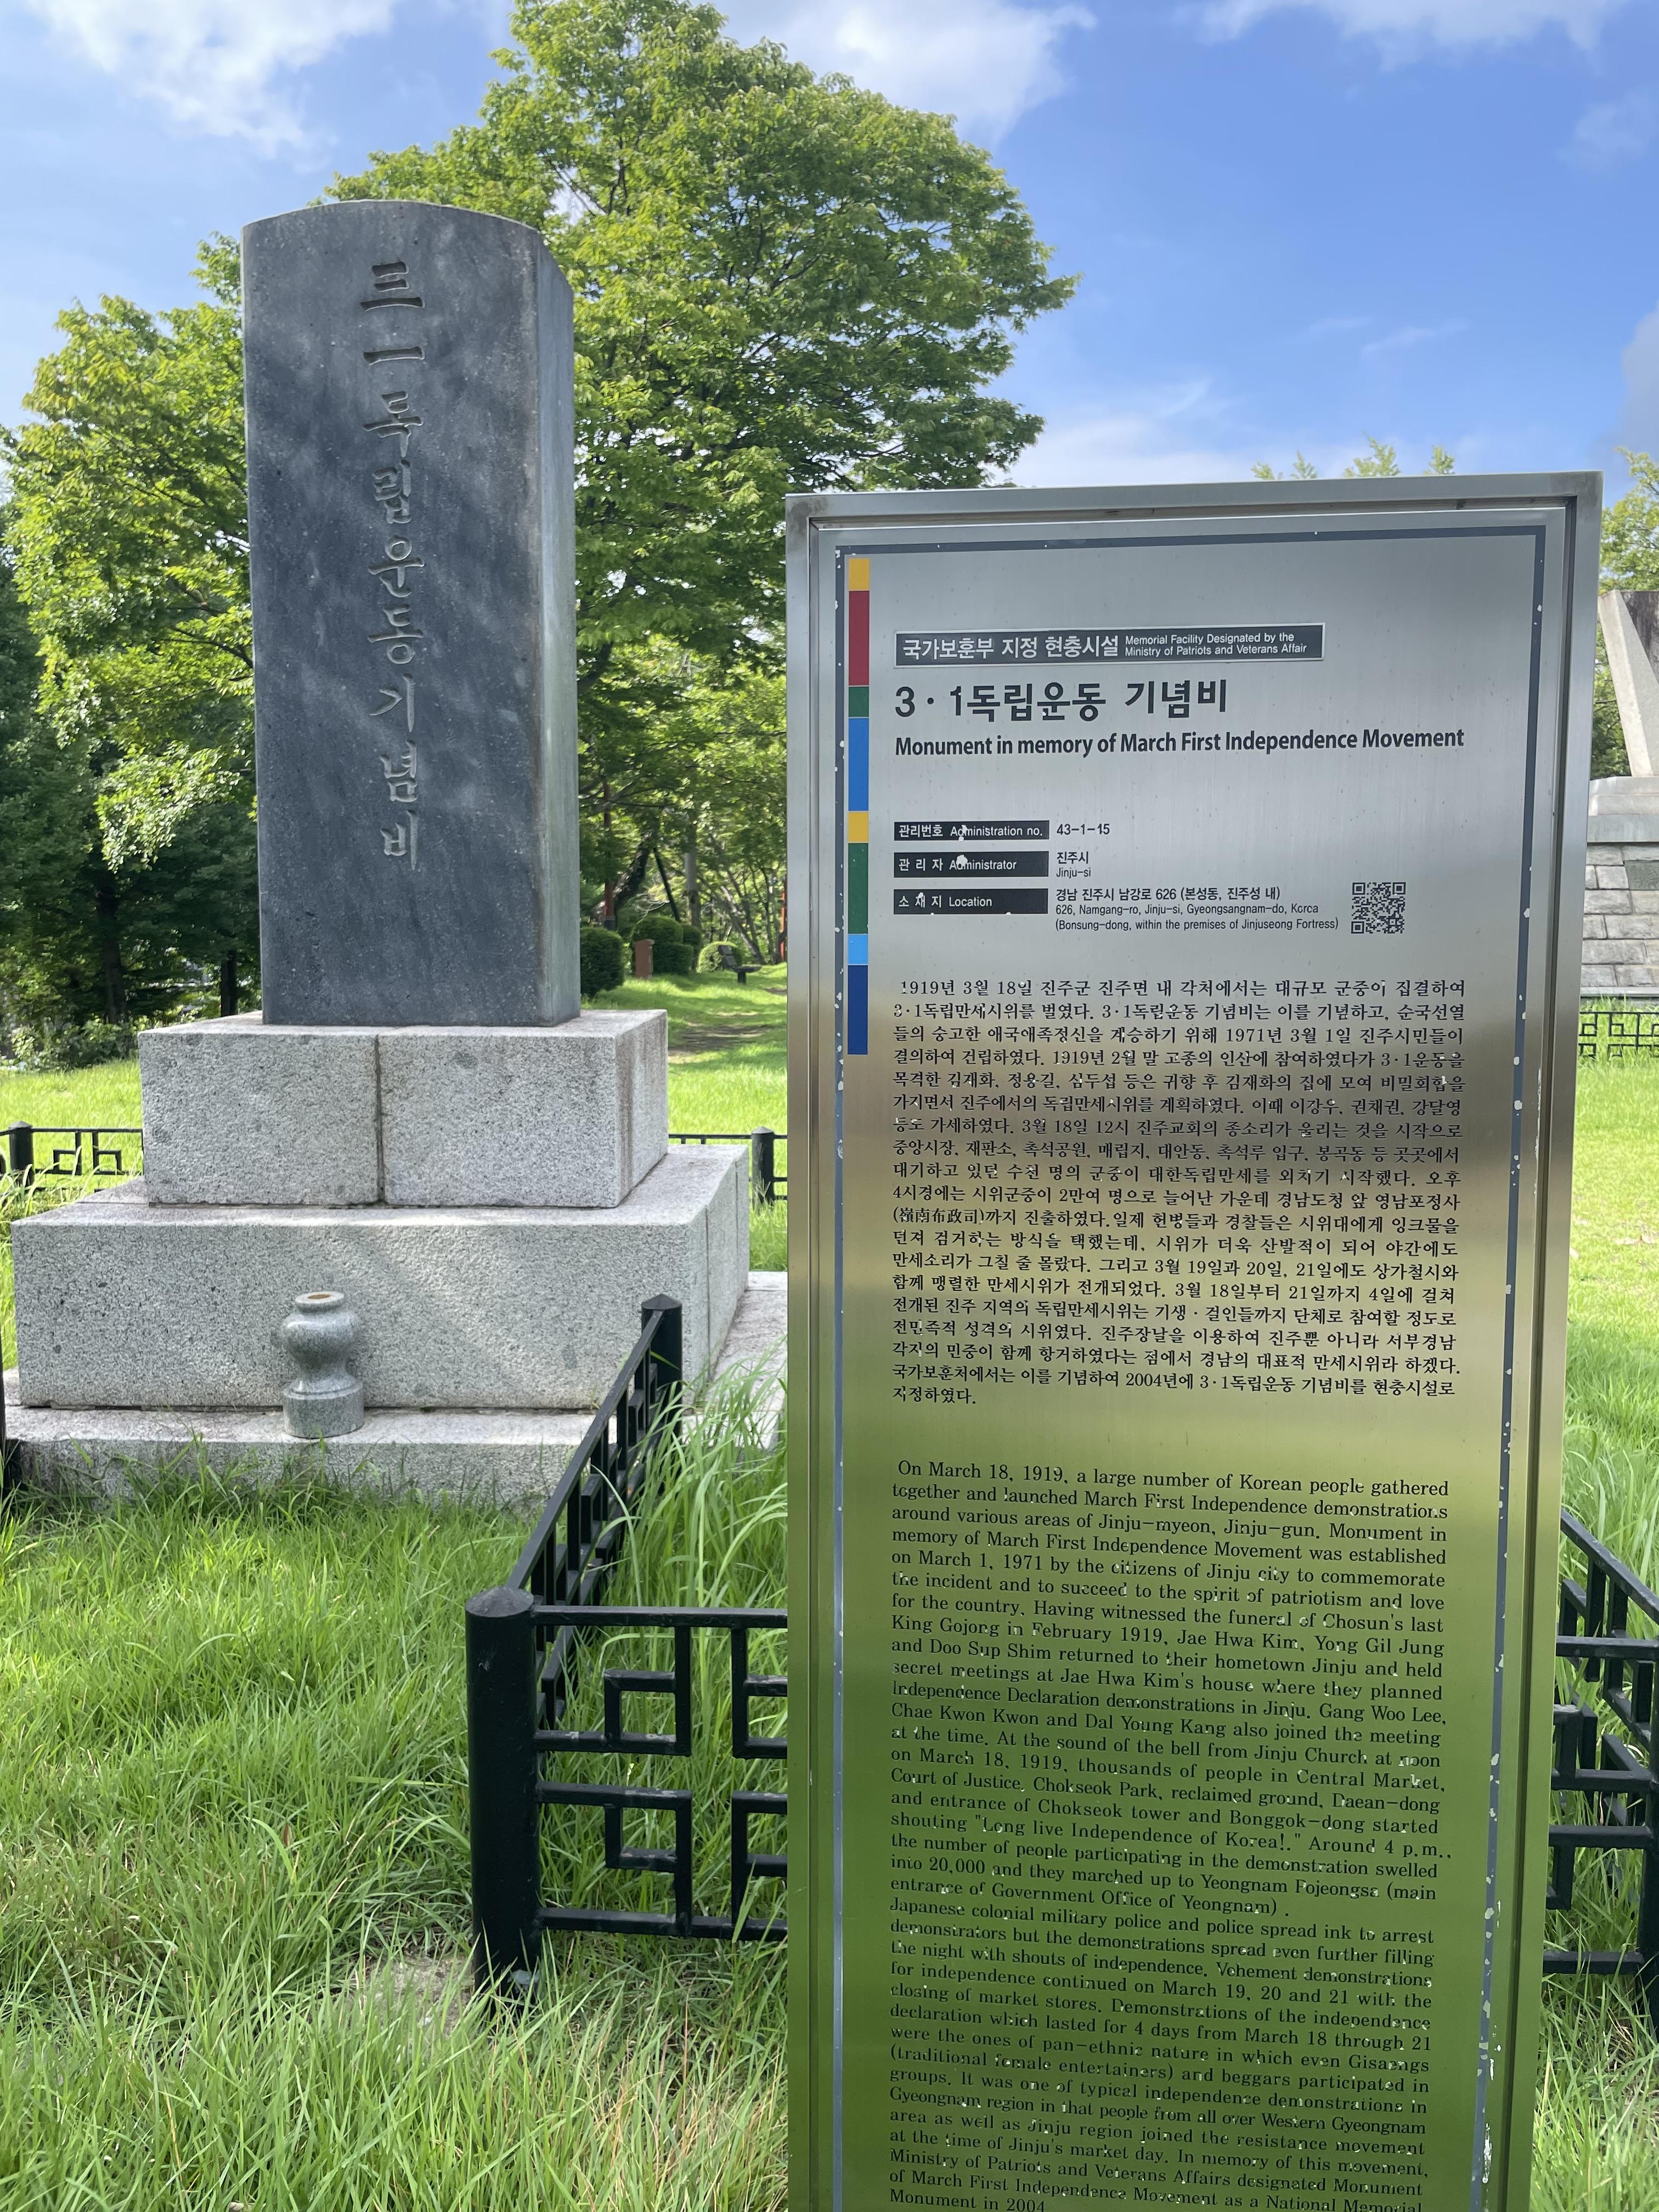 三一독립운동기념비
국가보훈부 지정 현충시설 Memorial Facility Designated by the
Ministry of Patriots and Veterans Affair
3·1독립운동 기념비
Monument in memory of March First Independence Movement
관리번호 Administration no. 43-1-15
관 리 자 Administrator 진주시
Jinju-si
소 재 지 Location 경남 진주시 남강로 626 (본성동, 진주성 내)
626, Namgang-ro, Jinju-si, Gyeongsangnam-do, Korea
(Bonsung-dong, within the premises of Jinjuseong Fortress)
1919년 3월 18일 진주군 진주면 내 각처에서는 대규모 군중이 집결하여
3·1독립만세시위를 벌였다. 3·1독립운동 기념비는 이를 기념하고, 순국선열
들의 숭고한 애국애족정신을 계승하기 위해 1971년 3월 1일 진주시민들이
결의하여 건립하였다. 1919년 2월 말 고종의 인산에 참여하였다가 3·1운동을
목격한 김재화, 정용길, 심두섭 등은 귀향 후 김재화의 집에 모여 비밀회합을
가지면서 진주에서의 독립만세시위를 계획하였다. 이때 이강우, 권채권, 강달영
등도 가세하였다. 3월 18일 12시 진주교회의 종소리가 울리는 것을 시작으로
중앙시장, 재판소, 촉석공원, 매립지, 대안동, 촉석루 입구, 봉곡동 등 곳곳에서
대기하고 있던 수천 명의 군중이 대한독립만세를 외치기 시작했다. 오후
4시경에는 시위군중이 2만여 명으로 늘어난 가운데 경남도청 앞 영남포정사
(嶺南布政司)까지 진출하였다.일제 헌병들과 경찰들은 시위대에게 잉크물을
던져 검거하는 방식을 택했는데, 시위가 더욱 산발적이 되어 야간에도
만세소리가 그칠 줄 몰랐다. 그리고 3월 19일과 20일, 21일에도 상가철시와
함께 맹렬한 만세시위가 전개되었다. 3월 18일부터 21일까지 4일에 걸쳐
전개된 진주 지역의 독립만세시위는 기생·걸인들까지 단체로 참여할 정도로
전민족적 성격의 시위였다. 진주장날을 이용하여 진주뿐 아니라 서부경남
각지의 민중이 함께 항거하였다는 점에서 경남의 대표적 만세시위라 하겠다.
국가보훈처에서는 이를 기념하여 2004년에 3·1독립운동 기념비를 현충시설로
지정하였다.
On March 18, 1919, a large number of Korean people gathered
together and launched March First Independence demonstrations
around various areas of Jinju-myeon, Jinju-gun. Monument in
memory of March First Independence Movement was established
on March 1, 1971 by the citizens of Jinju city to commemorate
the incident and to succeed to the spirit of patriotism and love
for the country. Having witnessed the funeral of Chosun's last
King Gojong in February 1919, Jae Hwa Kim, Yong Gil Jung
and Doo Sup Shim returned to their hometown Jinju and held
secret meetings at Jae Hwa Kim's house where they planned
Independence Declaration demonstrations in Jinju. Gang Woo Lee,
Chae Kwon Kwon and Dal Young Kang also joined the meeting
at the time. At the sound of the bell from Jinju Church at noon
on March 18, 1919, thousands of people in Central Market,
Court of Justice, Chokseok Park, reclaimed ground, Daean-dong
and entrance of Chokseok tower and Bonggok-dong started
shouting "Long live Independence of Korea!." Around 4 p.m.,
the number of people participating in the demonstration swelled
into 20,000 and they marched up to Yeongnam Pojeongsa (main
entrance of Government Office of Yeongnam) .
Japanese colonial military police and police spread ink to arrest
demonstrators but the demonstrations spread even further filling
the night with shouts of independence. Vehement demonstrations
for independence continued on March 19, 20 and 21 with the
closing of market stores. Demonstrations of the independence
declaration which lasted for 4 days from March 18 through 21
were the ones of pan-ethnic nature in which even Gisaengs
(traditional female entertainers) and beggars participated in
groups. It was one of typical independence demonstrations in
Gyeongnam region in that people from all over Western Gyeongnam
area as well as Jinju region joined the resistance movement
at the time of Jinju's market day. In memory of this movement,
Ministry of Patriots and Veterans Affairs designated Monument
of March First Independence Movement as a National Memorial
Monument in 2004